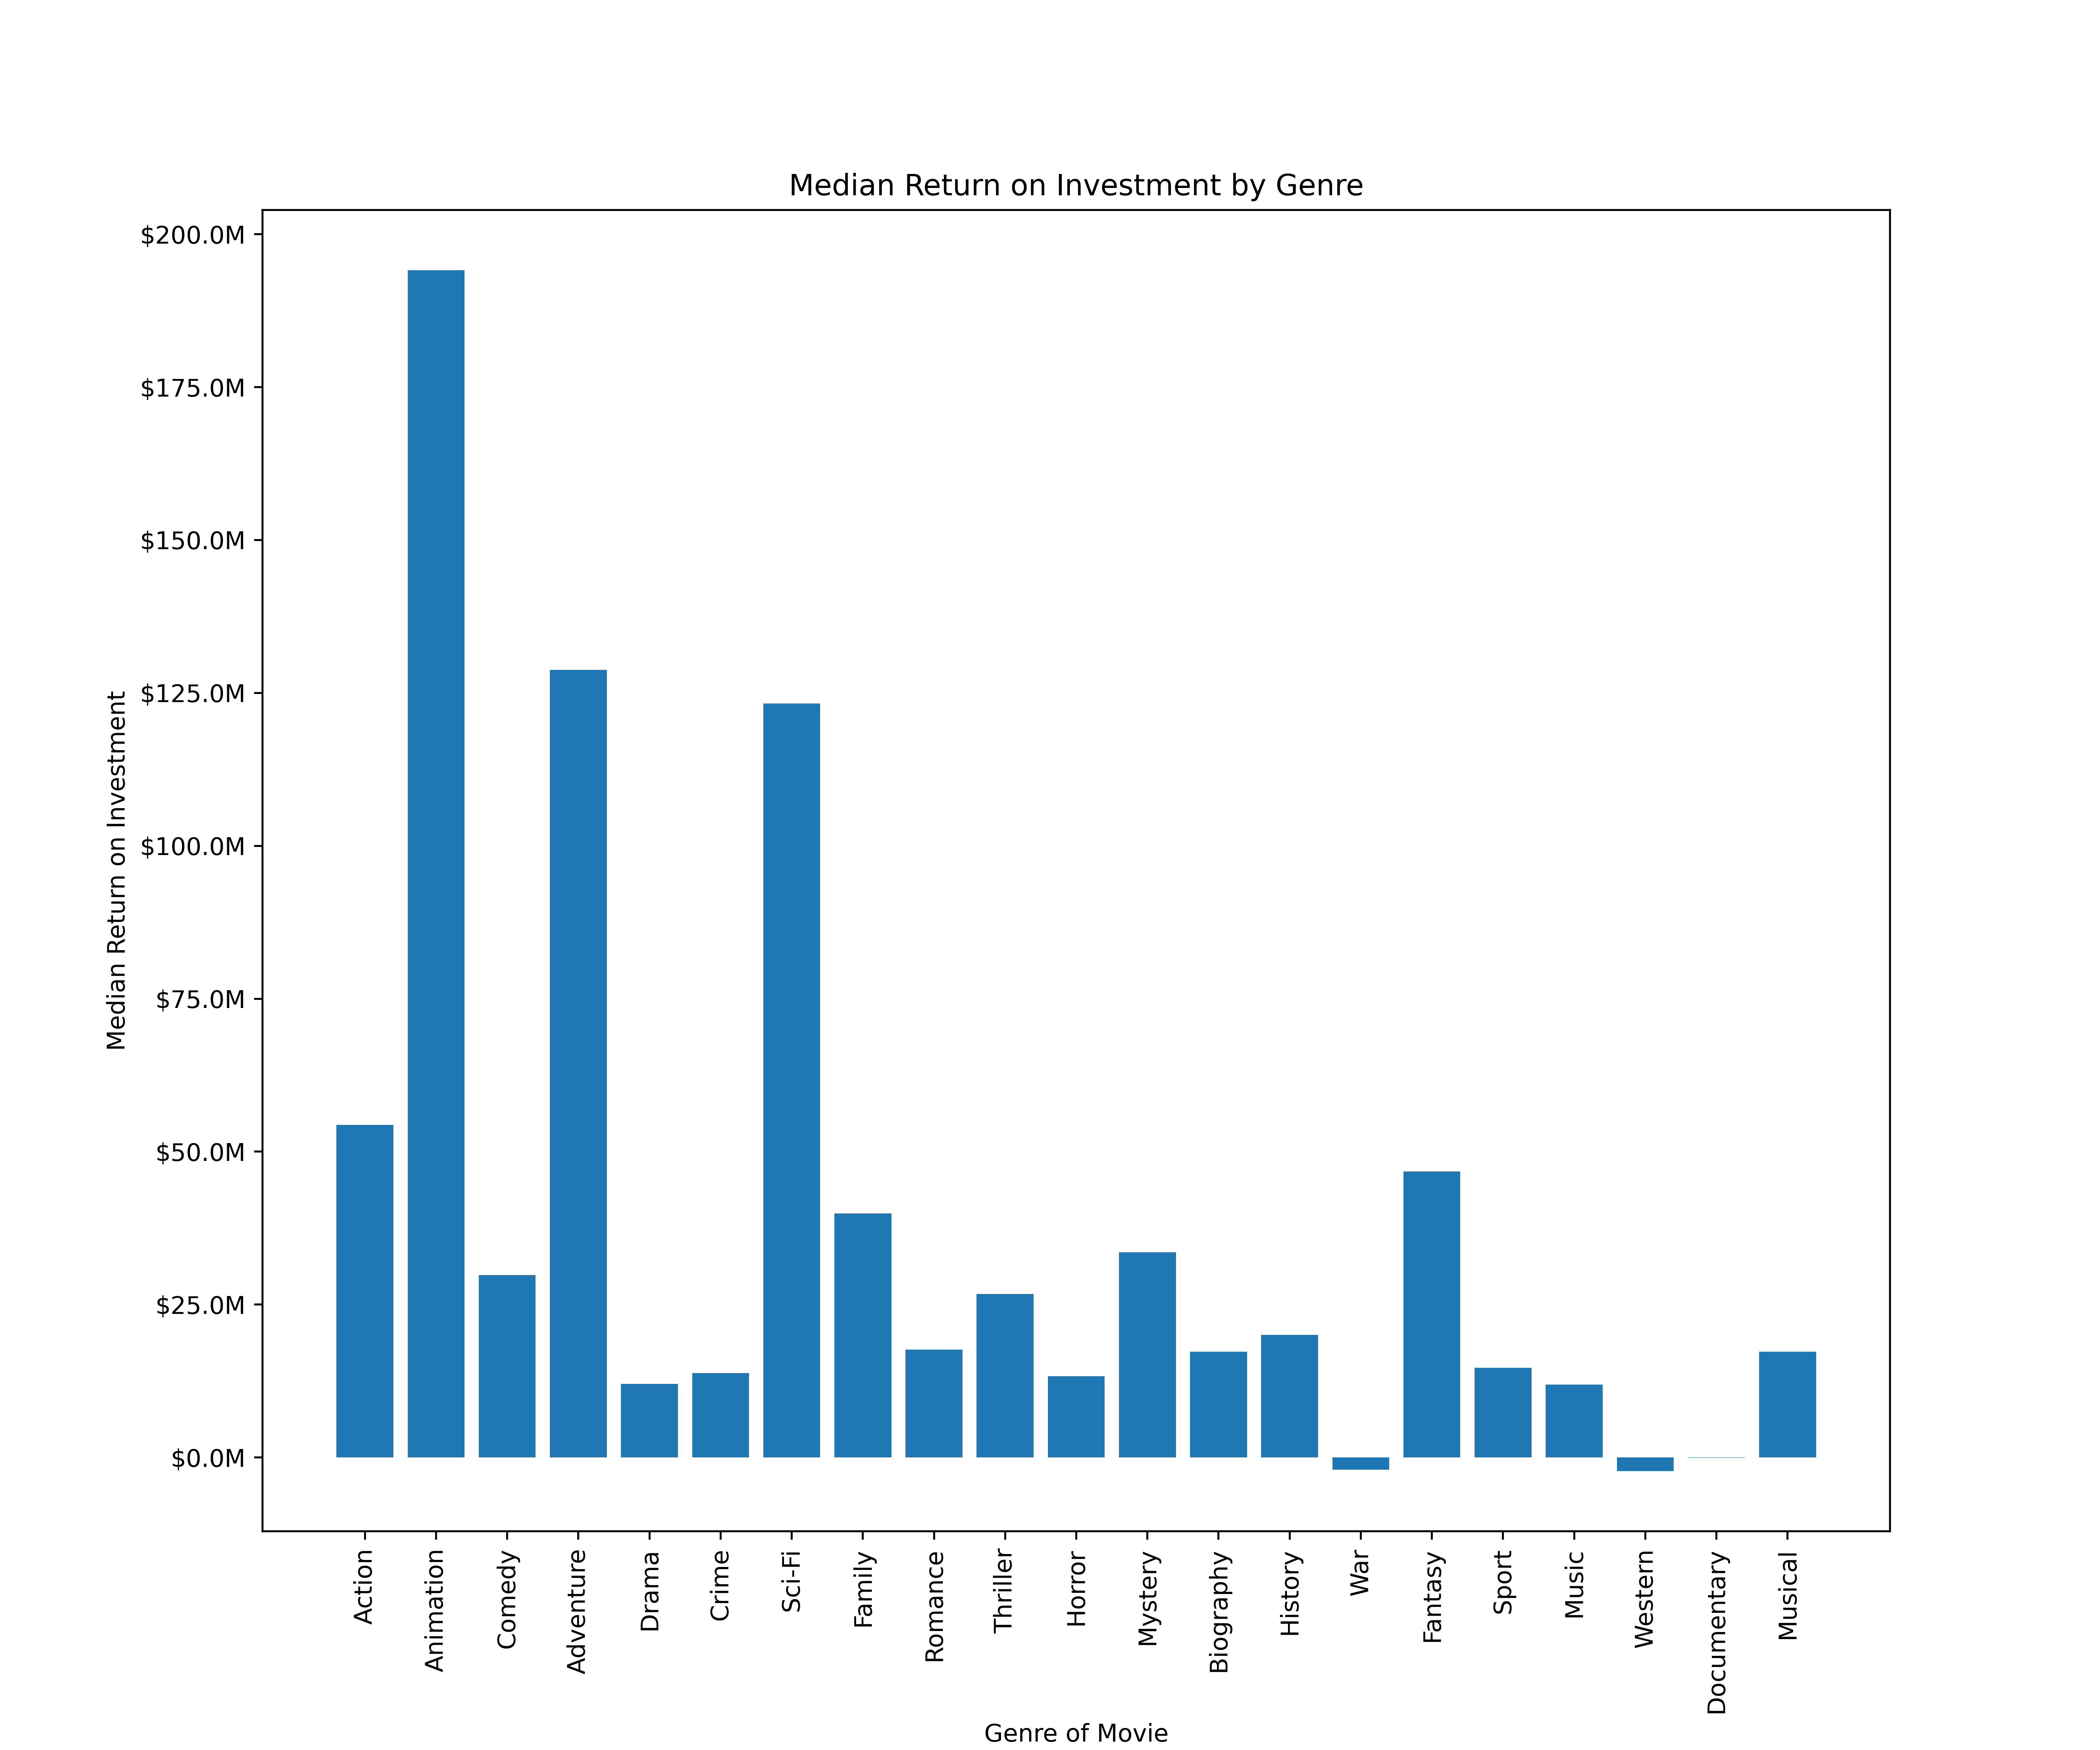 Median Return on Investment by Genre
$200.0M
$175.0M
$150.0M
$125.0M
$100.0M
$75.0M
$50.0M
$25.0M
$0.0M
Median Return on Investment
Action
Animation
Comedy
Adventure
Drama
Crime
Sci-Fi
Family
Romance
Thriller
Horror
Mystery
Biography
History
War
Fantasy
Sport
Music
Western
Documentary
Musical
Genre of Movie